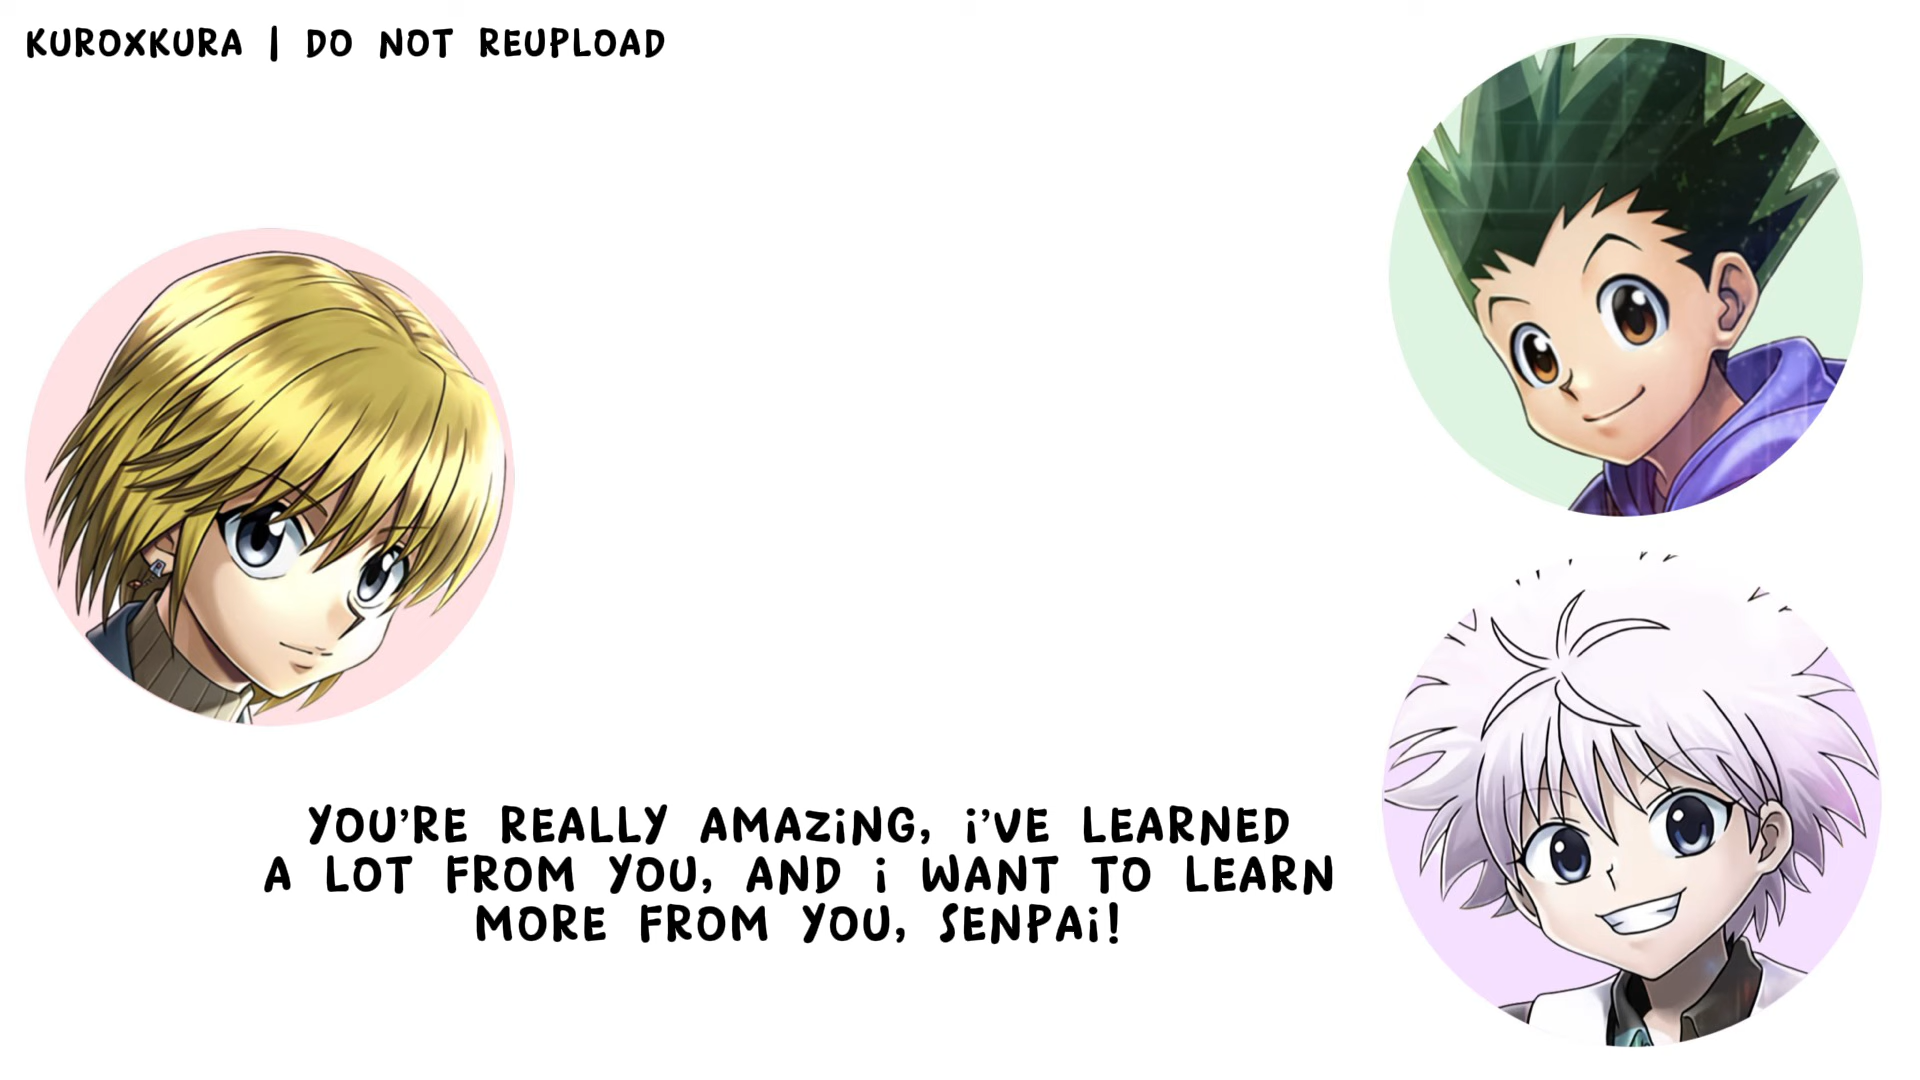 KUROXKURA | DO NOT REUPLOAD
YOU'RE REALLY AMAZiNG, i'VE LEARNED
A LOT FROM YOU, AND i WANT TO LEARN
MORE FROM YOU, SENPAi!